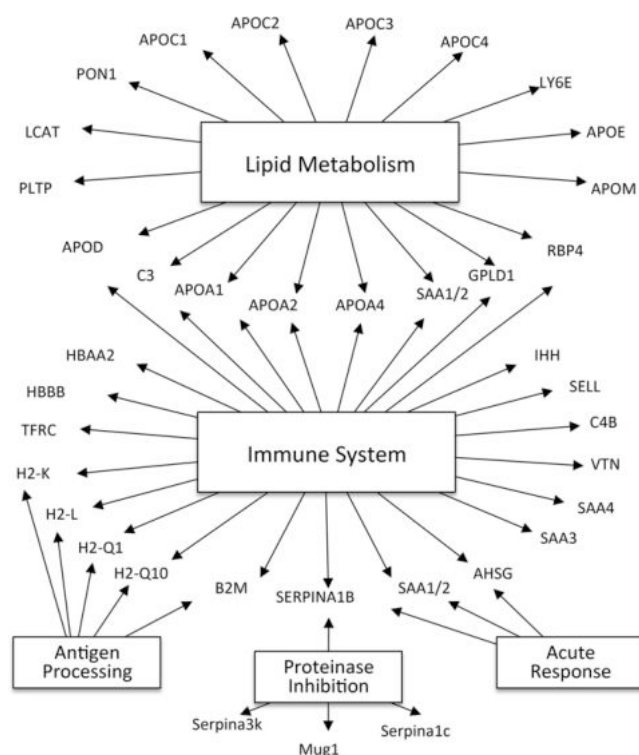 APOC2
APOC3
APOC1
APOC4
PON1
LY6E
LCAT
APOE
Lipid Metabolism
PLTP
APOM
APOD
RBP4
C3
GPLD1
APOA1
SAA1/2
APOA2
APOA4
HBAA2
IHH
HBBB
SELL
TFRC
C4B
Immune System
H2-K
VTN
H2-L
SAA4
H2-Q1
SAA3
H2-Q10
B2M
SERPINA1B
SAA1/2
AHSG
Antigen
Processing
Proteinase
Inhibition
Acute
Response
Serpina3k
Serpina1c
Mug1